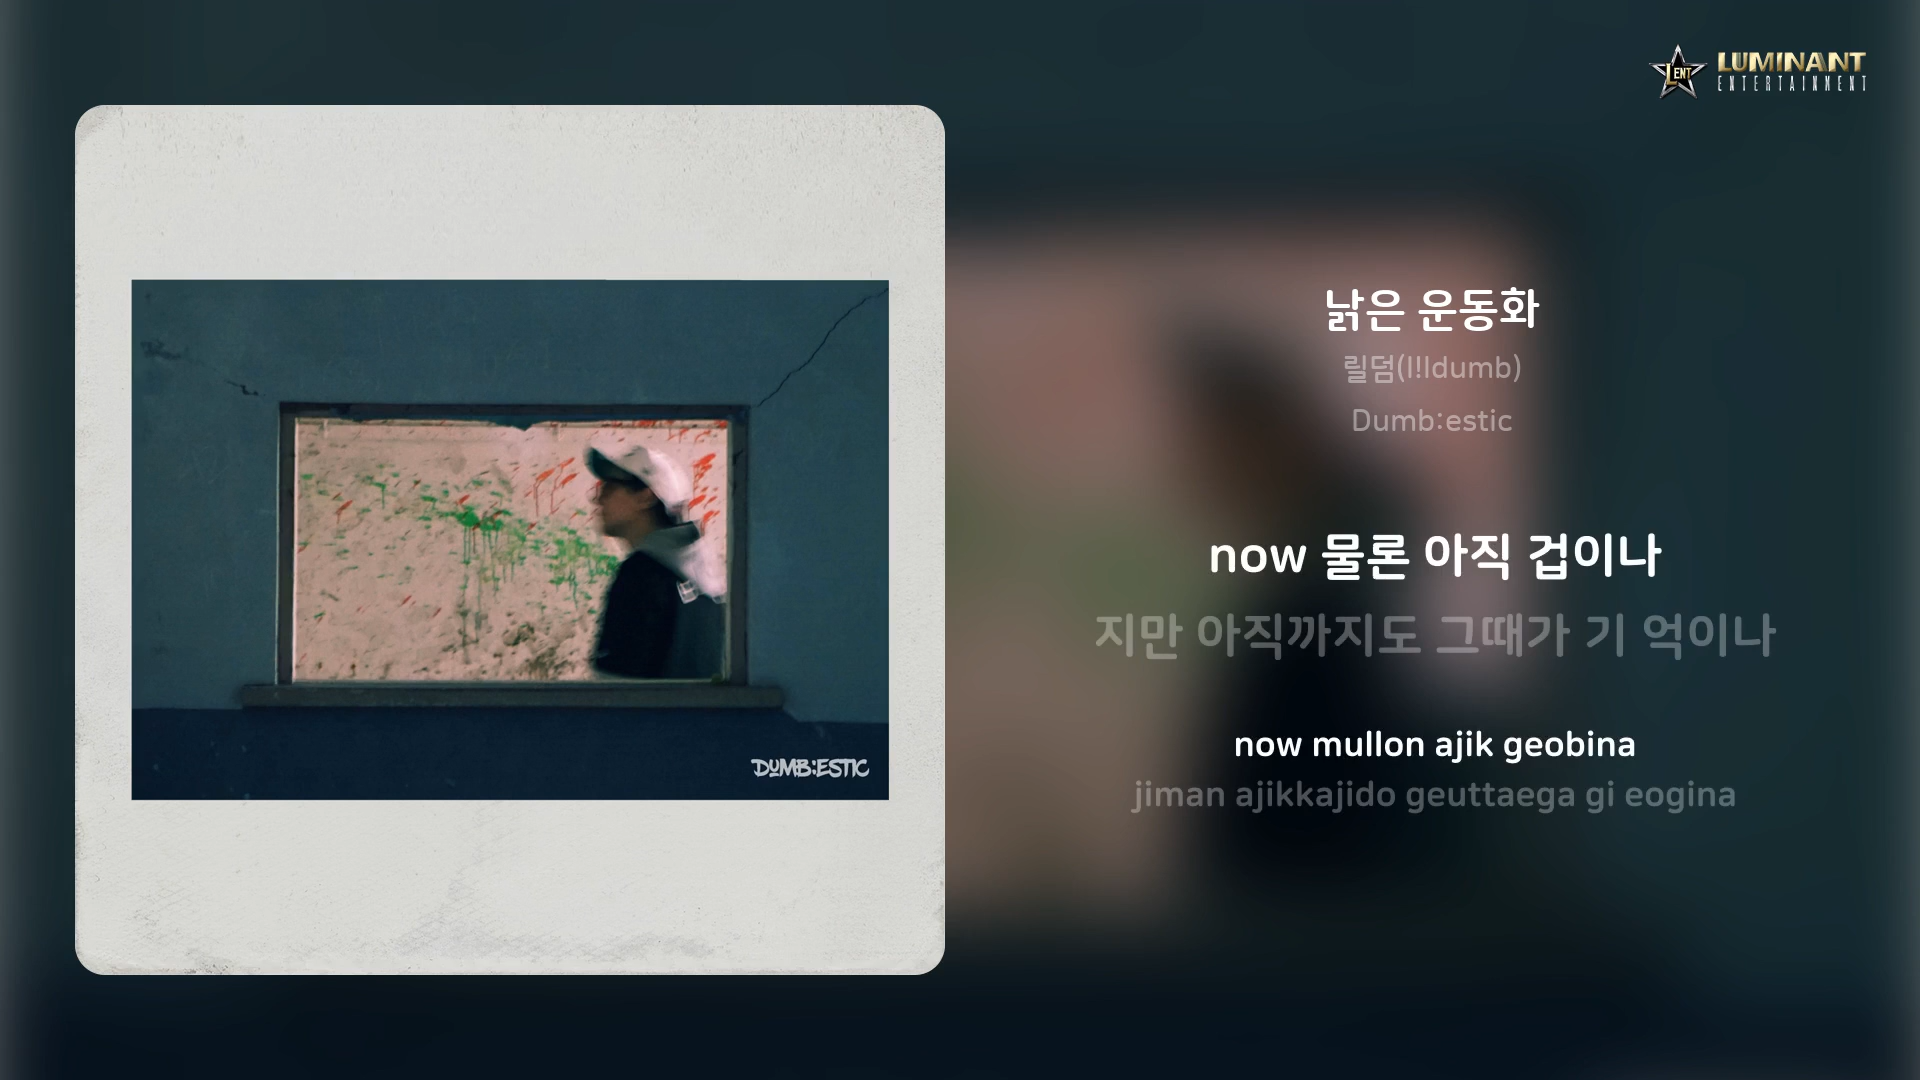 LENT
LUMINANT
ENTERTAINMENT
낡은 운동화
릴덤(l!ldumb)
Dumb:estic
now 물론 아직 겁이나
지만 아직까지도 그때가 기 억이나
now mullon ajik geobina
jiman ajikkajido geuttaega gi eogina
DUMB:ESTIC